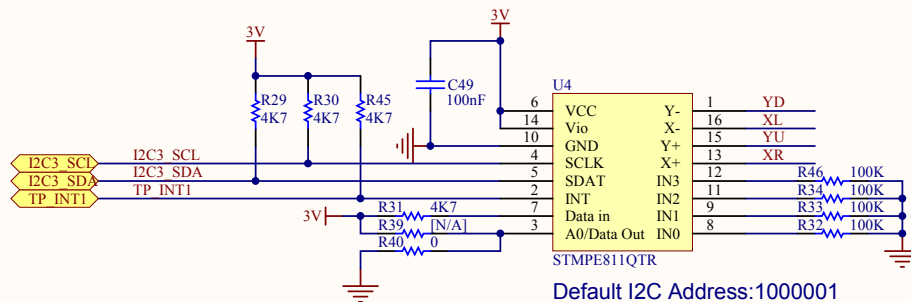 3V
3V
C49
100nF
R29
4K7
R30
4K7
R45
4K7
U4
6 VCC Y- 1 YD
14 Vio X- 16 XL
10 GND Y+ 15 YU
I2C3_SCL I2C3_SCL 4 SCLK X+ 13 XR
I2C3_SDA I2C3_SDA 5 SDAT IN3 12 R46 100K
TP_INT1 TP_INT1 2 INT IN2 11 R34 100K
3V R31 4K7 7 Data in IN1 9 R33 100K
R39 [N/A] 3 A0/Data Out IN0 8 R32 100K
R40 0
STMPE811QTR
Default I2C Address:1000001